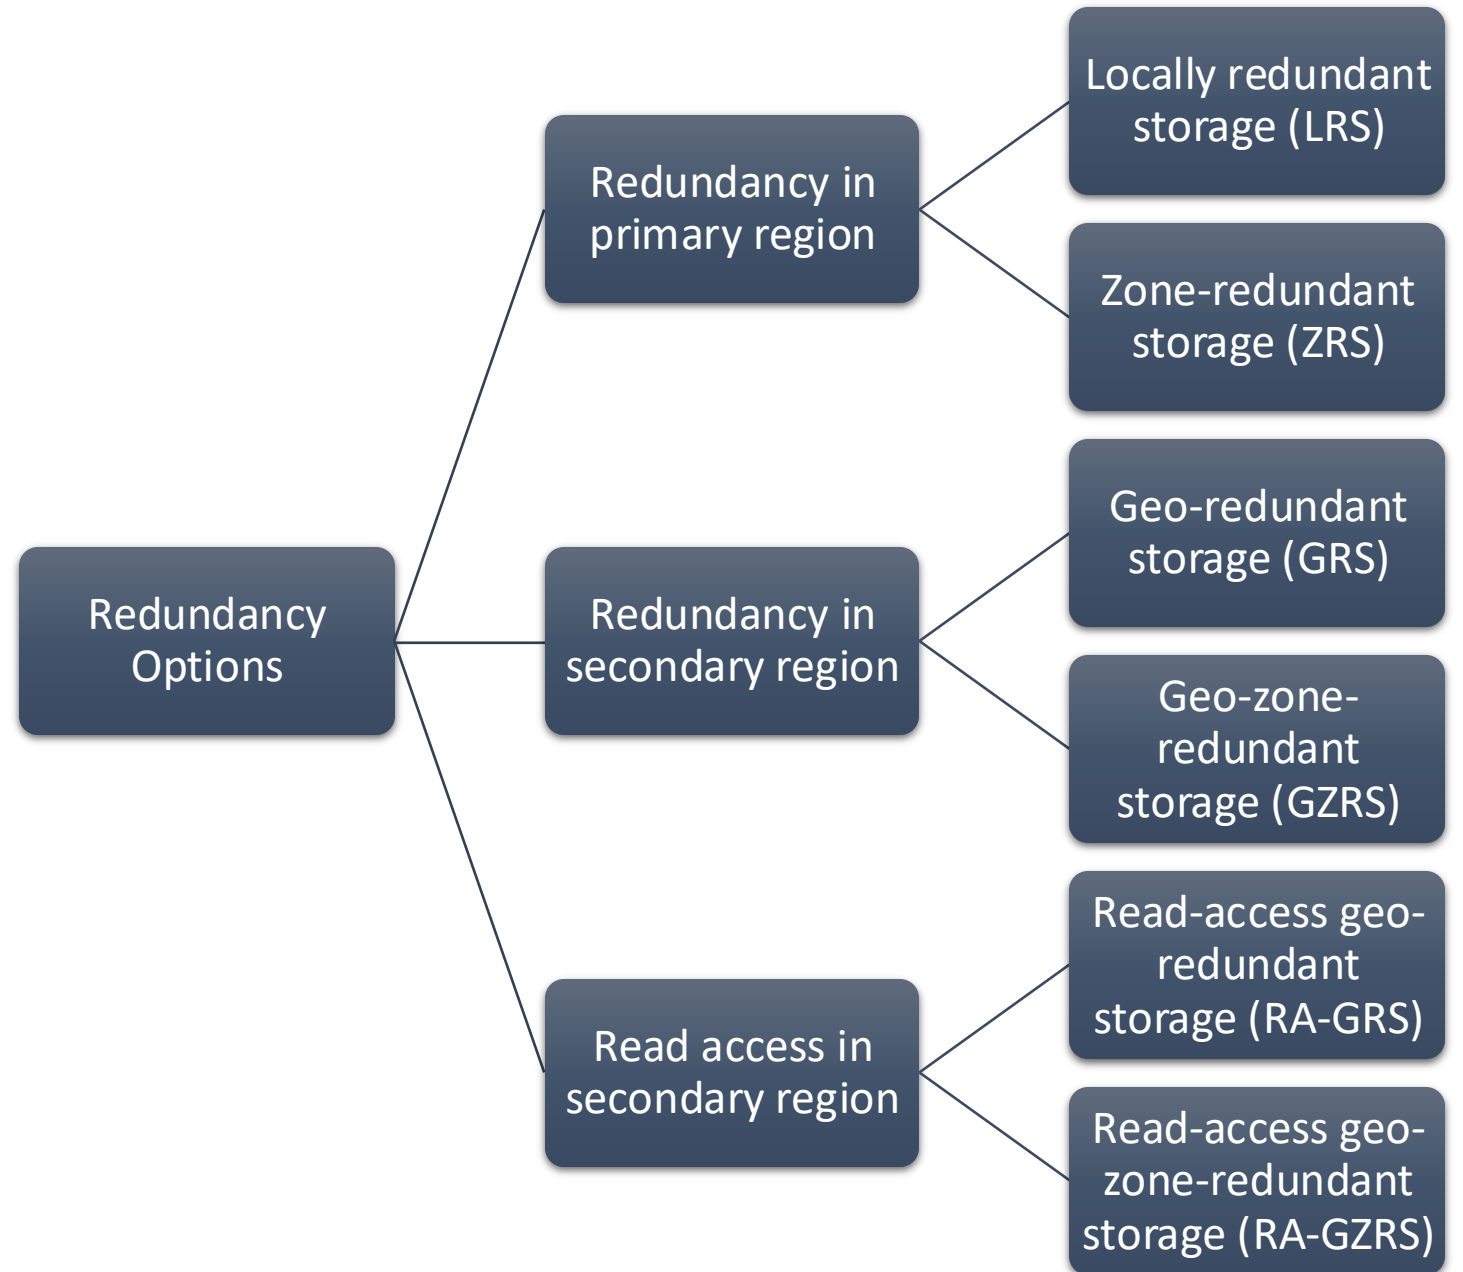 Redundancy
Options
Redundancy in
primary region
Locally redundant
storage (LRS)
Zone-redundant
storage (ZRS)
Redundancy in
secondary region
Geo-redundant
storage (GRS)
Geo-zone-
redundant
storage (GZRS)
Read access in
secondary region
Read-access geo-
redundant
storage (RA-GRS)
Read-access geo-
zone-redundant
storage (RA-GZRS)